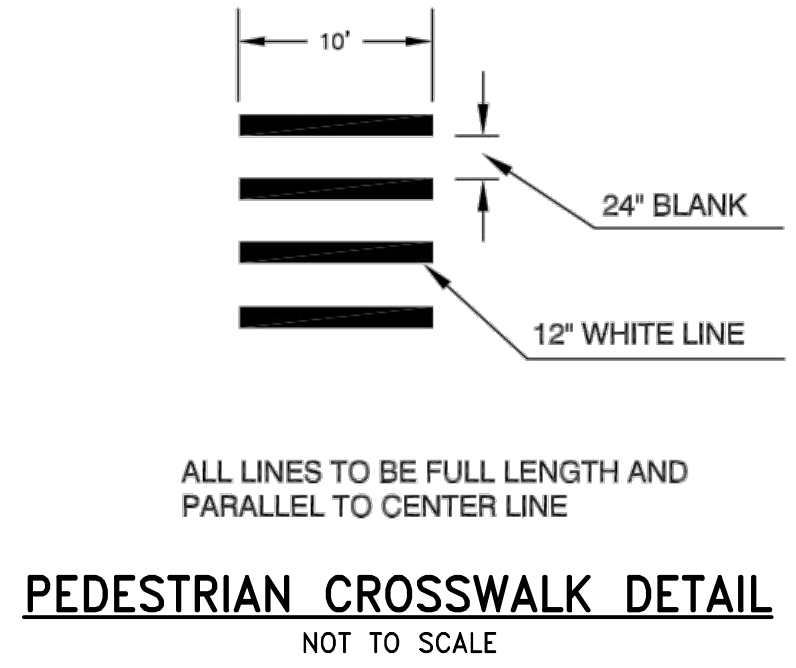 10'
24" BLANK
12" WHITE LINE
ALL LINES TO BE FULL LENGTH AND
PARALLEL TO CENTER LINE
PEDESTRIAN CROSSWALK DETAIL
NOT TO SCALE